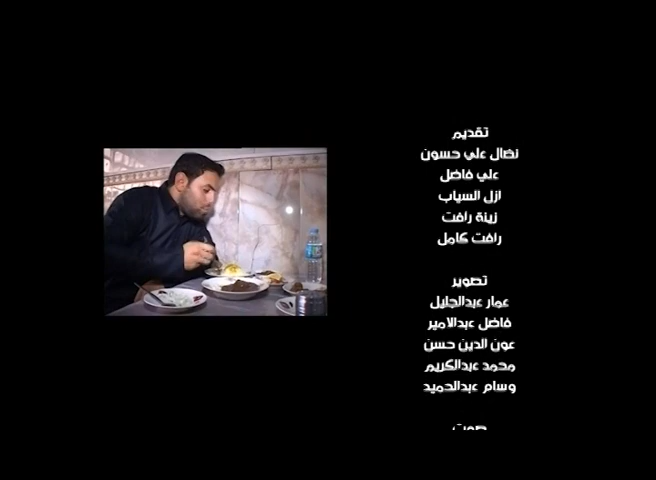 تقديم
نضال علي حسون
علي فاضل
ازل السياب
زينة رافت
رافت كامل
تصوير
عمار عبدالجليل
فاضل عبدالامير
عون الدين حسن
محمد عبدالكريم
وسام عبدالحميد
صوت